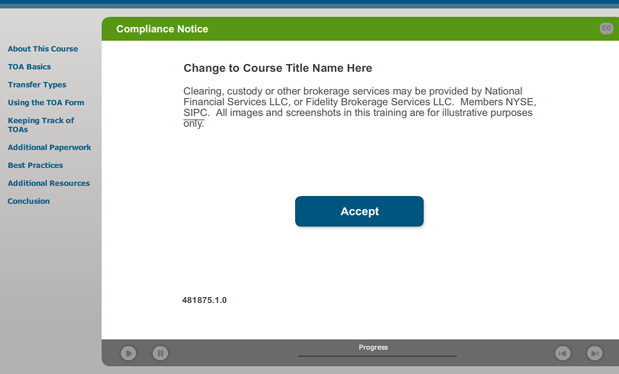 Compliance Notice
CC
About This Course
TOA Basics
Transfer Types
Using the TOA Form
Keeping Track of
TOAs
Additional Paperwork
Best Practices
Additional Resources
Conclusion
Change to Course Title Name Here
Clearing, custody or other brokerage services may be provided by National
Financial Services LLC, or Fidelity Brokerage Services LLC.  Members NYSE,
SIPC.  All images and screenshots in this training are for illustrative purposes
only.
Accept
481875.1.0
Progress